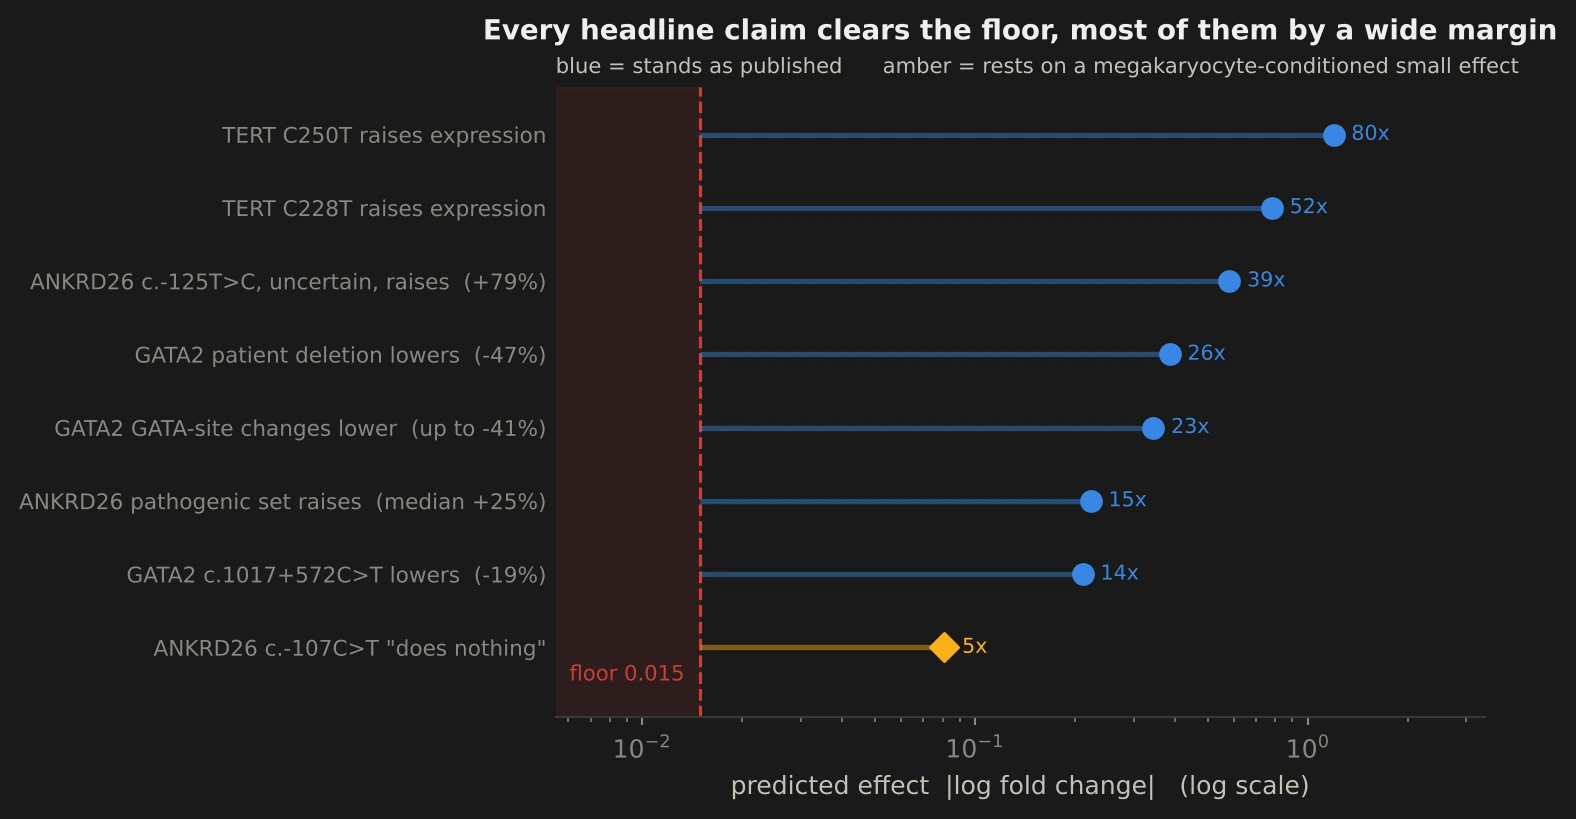 Every headline claim clears the floor, most of them by a wide margin
blue = stands as published amber = rests on a megakaryocyte-conditioned small effect
TERT C250T raises expression 80x
TERT C228T raises expression 52x
ANKRD26 c.-125T>C, uncertain, raises (+79%) 39x
GATA2 patient deletion lowers (-47%) 26x
GATA2 GATA-site changes lower (up to -41%) 23x
ANKRD26 pathogenic set raises (median +25%) 15x
GATA2 c.1017+572C>T lowers (-19%) 14x
ANKRD26 c.-107C>T "does nothing" 5x
floor 0.015
10⁻² 10⁻¹ 10⁰
predicted effect |log fold change| (log scale)